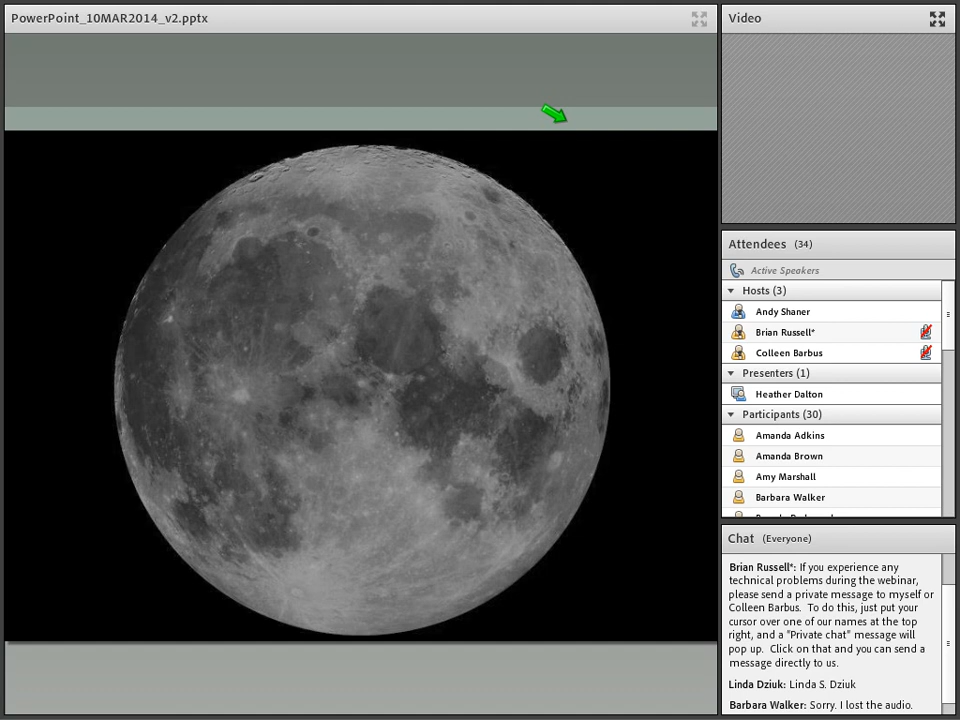 PowerPoint_10MAR2014_v2.pptx
Video
Attendees (34)
Active Speakers
Hosts (3)
Andy Shaner
Brian Russell*
Colleen Barbus
Presenters (1)
Heather Dalton
Participants (30)
Amanda Adkins
Amanda Brown
Amy Marshall
Barbara Walker
Chat (Everyone)
Brian Russell*: If you experience any
technical problems during the webinar,
please send a private message to myself or
Colleen Barbus. To do this, just put your
cursor over one of our names at the top
right, and a "Private chat" message will
pop up. Click on that and you can send a
message directly to us.
Linda Dziuk: Linda S. Dziuk
Barbara Walker: Sorry. I lost the audio.